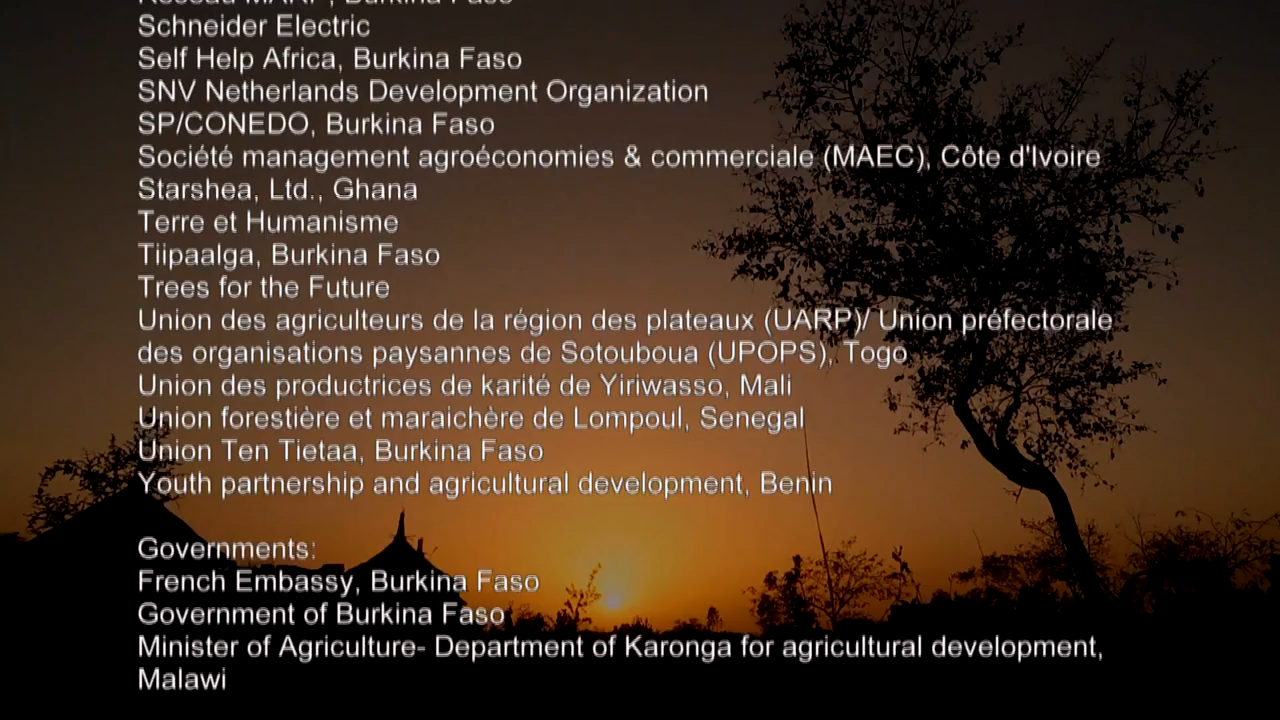 Schneider Electric
Self Help Africa, Burkina Faso
SNV Netherlands Development Organization
SP/CONEDO, Burkina Faso
Société management agroéconomies & commerciale (MAEC), Côte d'Ivoire
Starshea, Ltd., Ghana
Terre et Humanisme
Tiipaalga, Burkina Faso
Trees for the Future
Union des agriculteurs de la région des plateaux (UARP)/ Union préfectorale
des organisations paysannes de Sotouboua (UPOPS), Togo
Union des productrices de karité de Yiriwasso, Mali
Union forestière et maraichère de Lompoul, Senegal
Union Ten Tietaa, Burkina Faso
Youth partnership and agricultural development, Benin
Governments:
French Embassy, Burkina Faso
Government of Burkina Faso
Minister of Agriculture- Department of Karonga for agricultural development,
Malawi